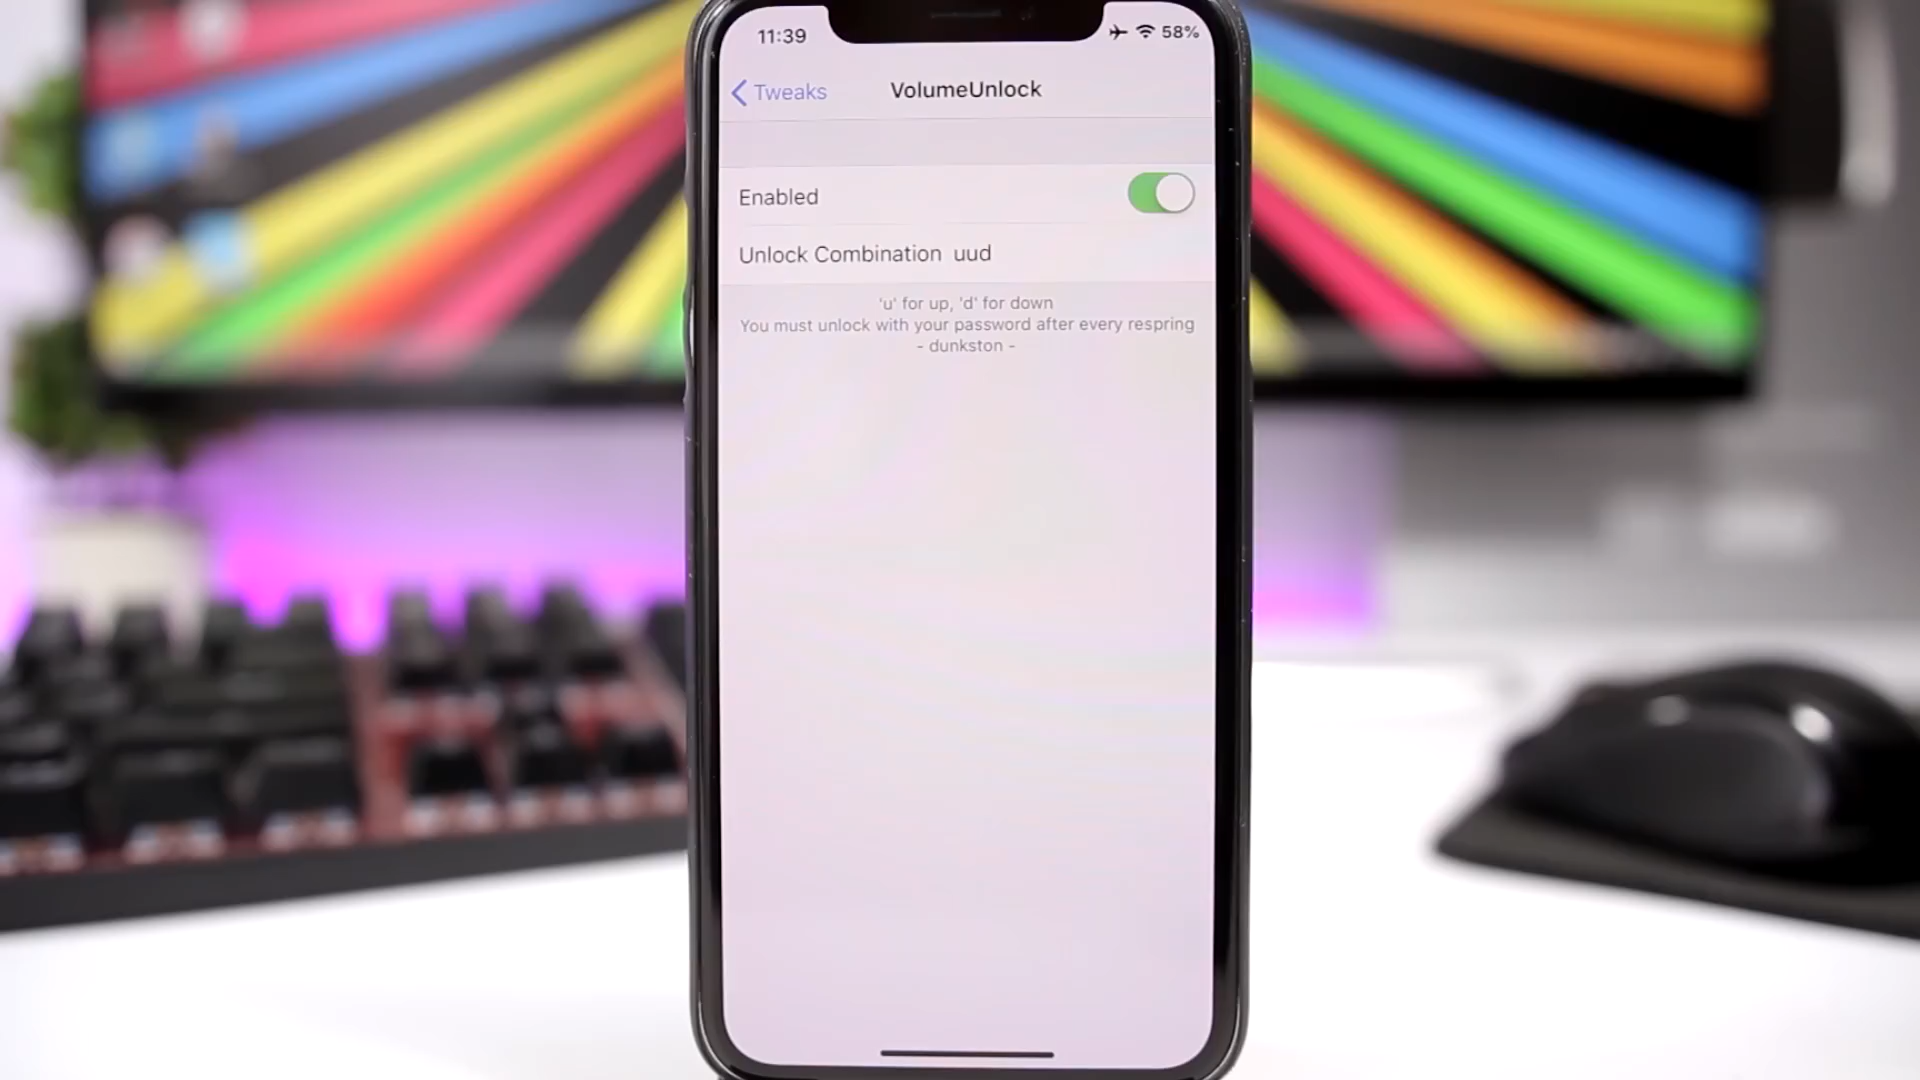 11:39
58%
Tweaks
VolumeUnlock
Enabled
Unlock Combination uud
'u' for up, 'd' for down
You must unlock with your password after every respring
- dunkston -